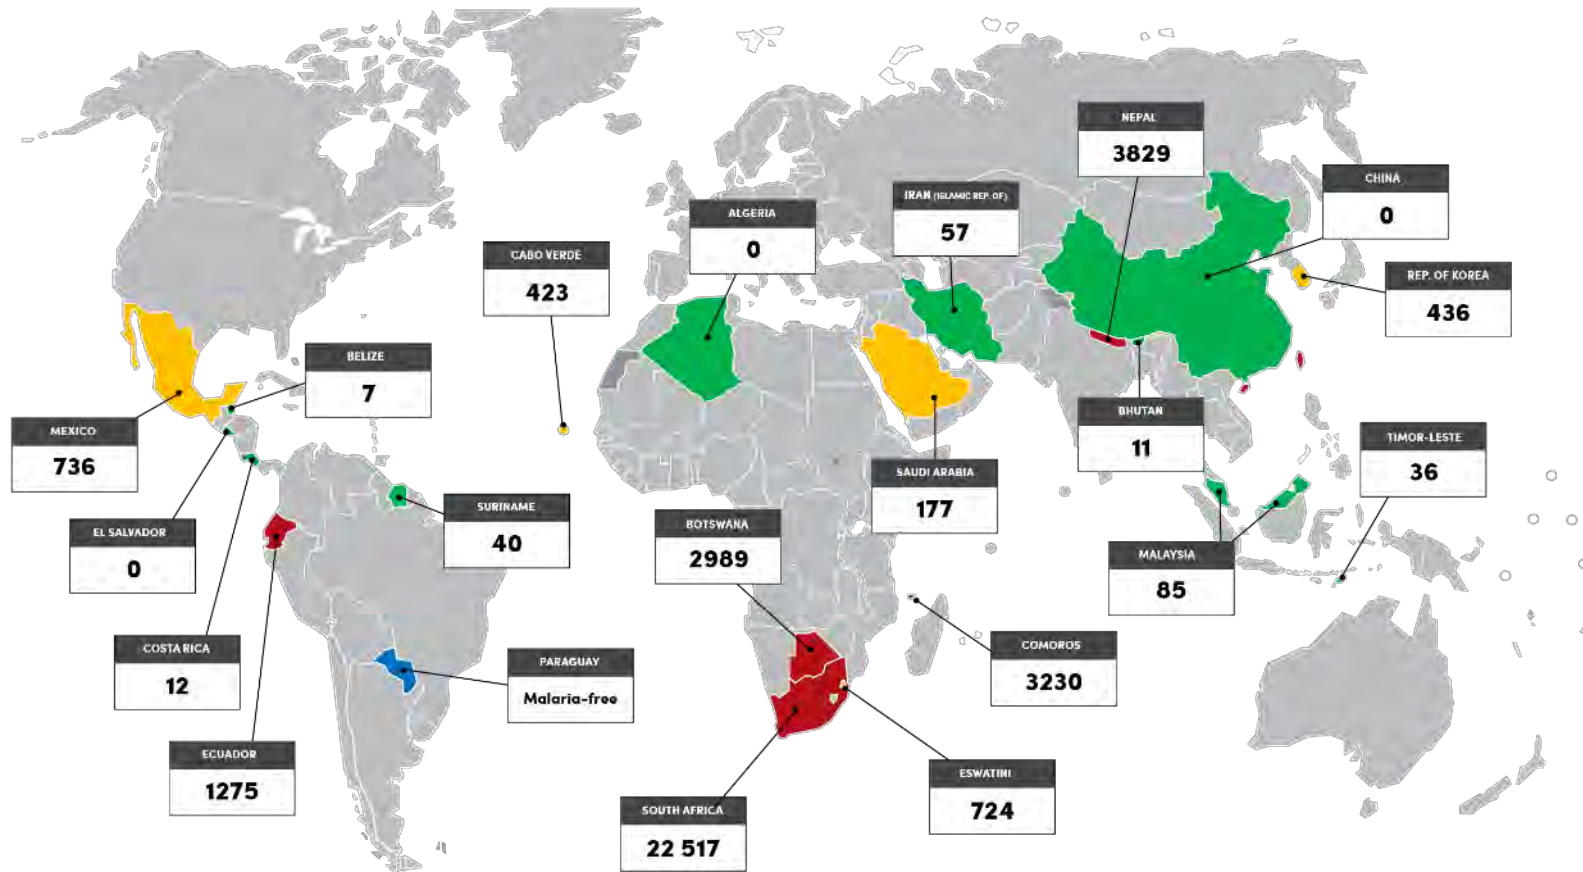 NEPAL
3829
CHINA
0
IRAN (ISLAMIC REP. OF)
57
ALGERIA
0
CABO VERDE
423
REP. OF KOREA
436
BELIZE
7
MEXICO
736
BHUTAN
11
TIMOR-LESTE
36
SAUDI ARABIA
177
SURINAME
40
EL SALVADOR
0
BOTSWANA
2989
MALAYSIA
85
COSTA RICA
12
PARAGUAY
Malaria-free
COMOROS
3230
ECUADOR
1275
ESWATINI
724
SOUTH AFRICA
22 517